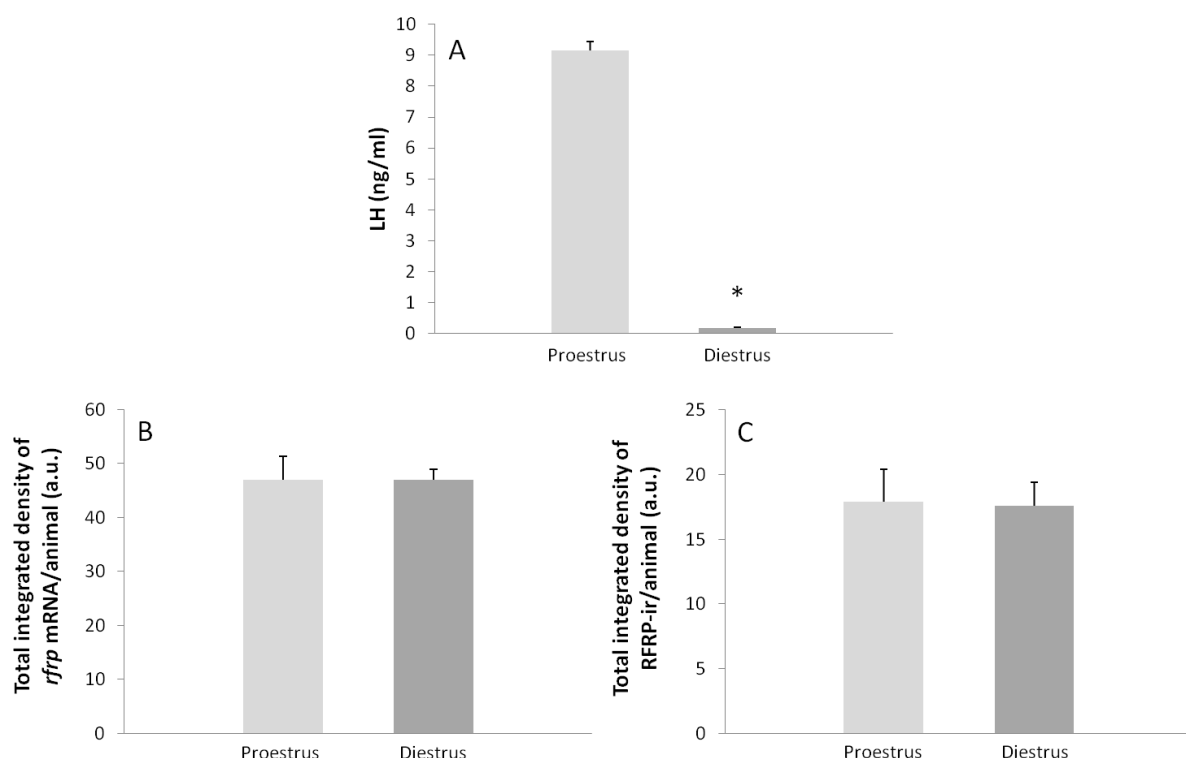 A
LH (ng/ml)
10
9
8
7
6
5
4
3
2
1
0
*
Proestrus
Diestrus
B
Total integrated density of
rfrp mRNA/animal (a.u.)
60
50
40
30
20
10
0
Proestrus
Diestrus
C
Total integrated density of
RFRP-ir/animal (a.u.)
25
20
15
10
5
0
Proestrus
Diestrus